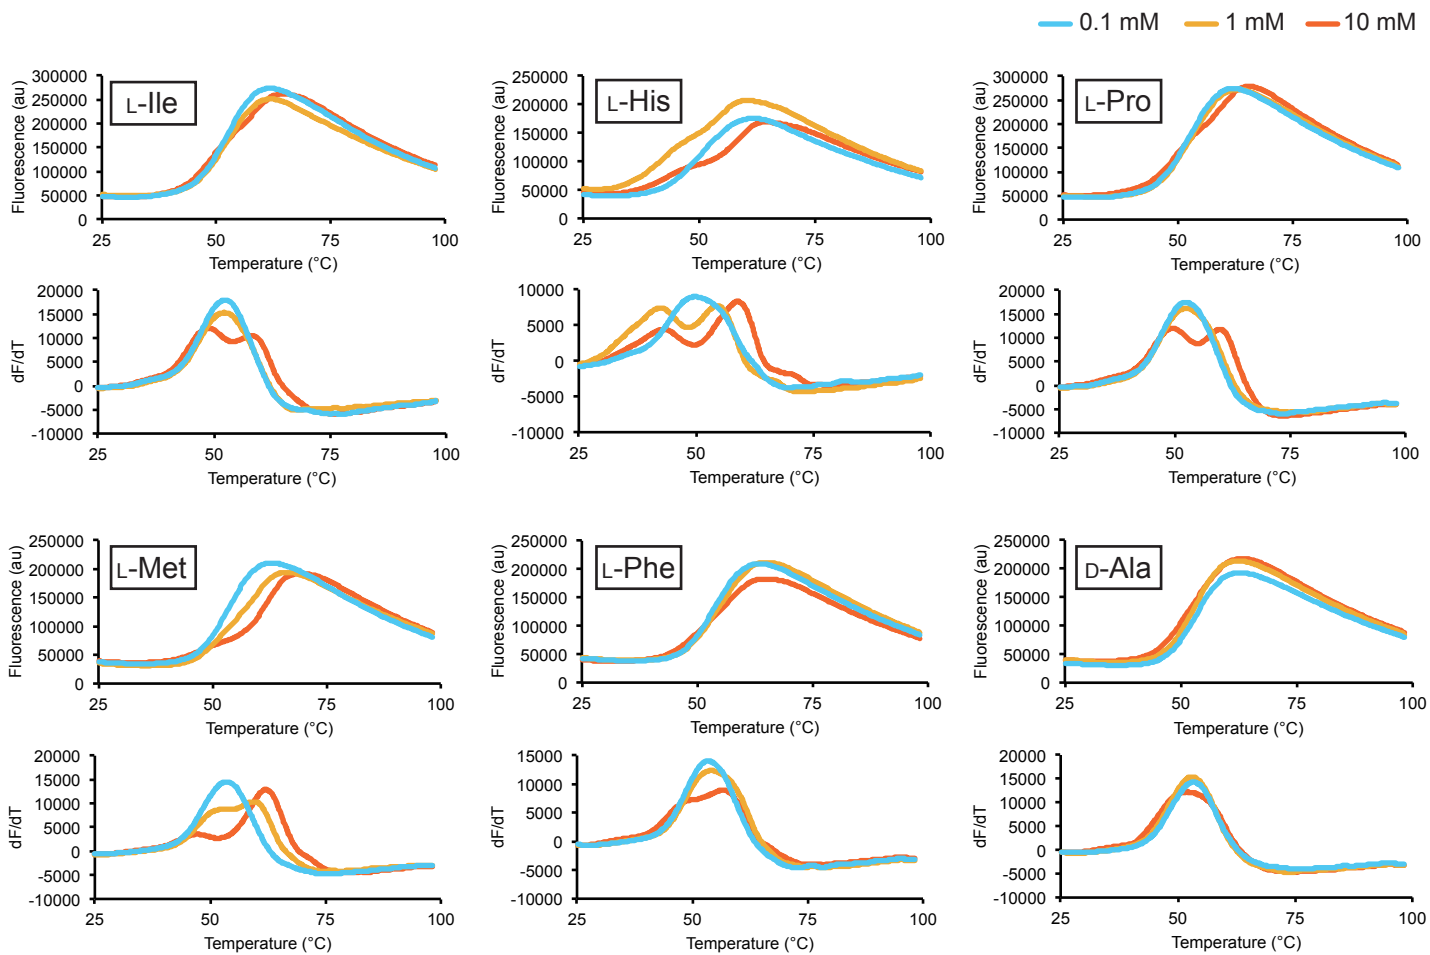 0.1 mM 1 mM 10 mM
L-Ile
Fluorescence (au)
300000
250000
200000
150000
100000
50000
0
25 50 75 100
Temperature (°C)
L-His
Fluorescence (au)
250000
200000
150000
100000
50000
0
25 50 75 100
Temperature (°C)
L-Pro
Fluorescence (au)
300000
250000
200000
150000
100000
50000
0
25 50 75 100
Temperature (°C)
dF/dT
20000
15000
10000
5000
0
-5000
-10000
25 50 75 100
Temperature (°C)
dF/dT
10000
5000
0
-5000
-10000
25 50 75 100
Temperature (°C)
dF/dT
20000
15000
10000
5000
0
-5000
-10000
25 50 75 100
Temperature (°C)
L-Met
Fluorescence (au)
250000
200000
150000
100000
50000
0
25 50 75 100
Temperature (°C)
L-Phe
Fluorescence (au)
250000
200000
150000
100000
50000
0
25 50 75 100
Temperature (°C)
D-Ala
Fluorescence (au)
250000
200000
150000
100000
50000
0
25 50 75 100
Temperature (°C)
dF/dT
20000
15000
10000
5000
0
-5000
-10000
25 50 75 100
Temperature (°C)
dF/dT
15000
10000
5000
0
-5000
-10000
25 50 75 100
Temperature (°C)
dF/dT
20000
15000
10000
5000
0
-5000
-10000
25 50 75 100
Temperature (°C)